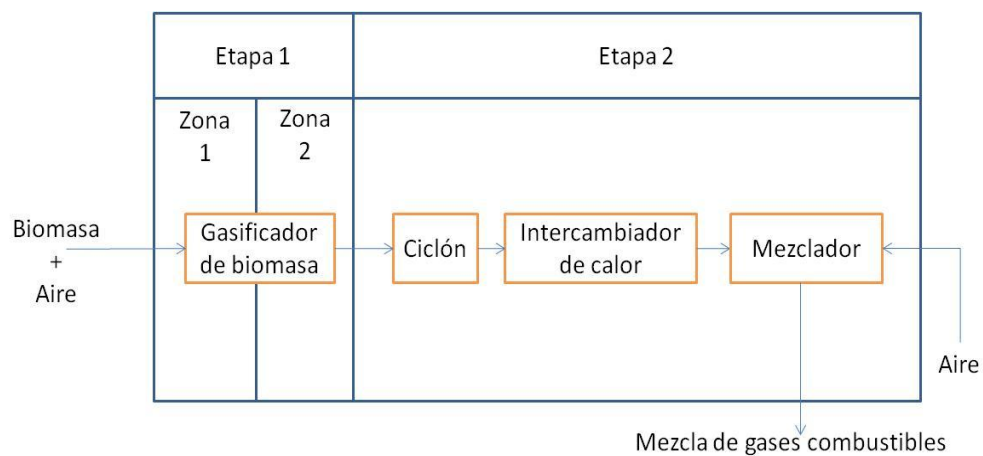 Etapa 1
Etapa 2
Zona
1
Zona
2
Biomasa
+
Aire
Gasificador
de biomasa
Ciclón
Intercambiador
de calor
Mezclador
Aire
Mezcla de gases combustibles